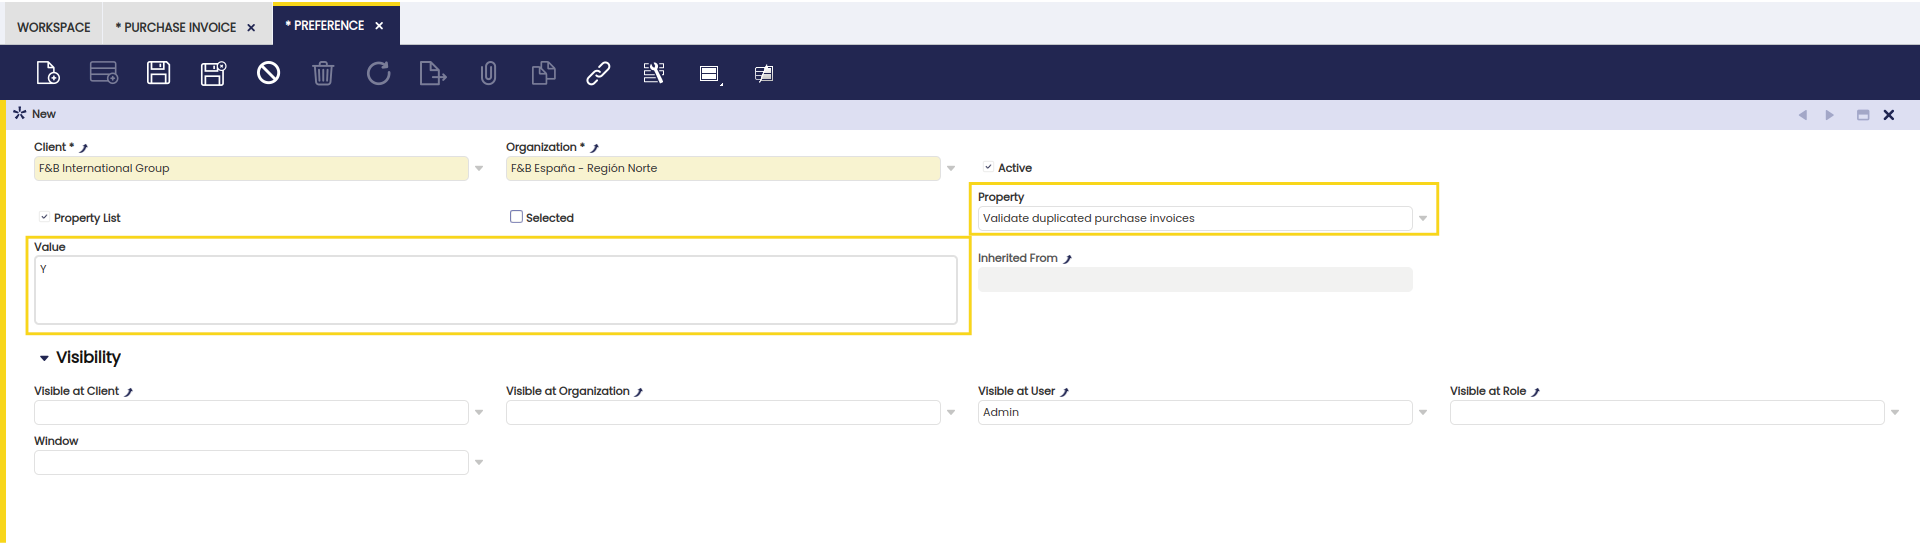 WORKSPACE * PURCHASE INVOICE × * PREFERENCE ×
New
Client * Organization *
F&B International Group F&B España - Región Norte Active
Property
Property List Selected Validate duplicated purchase invoices
Value
Y
Inherited From
Visibility
Visible at Client Visible at Organization Visible at User Visible at Role
Admin
Window